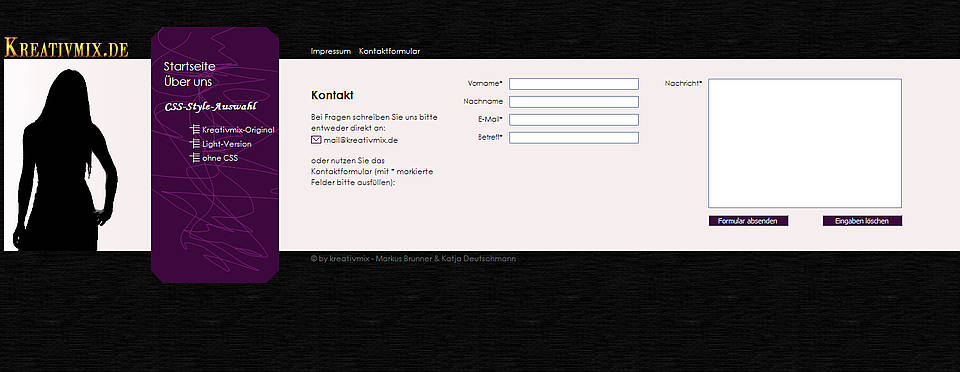 KREATIVMIX.DE
Startseite
Über uns
CSS-Style-Auswahl
Kreativmix-Original
Light-Version
ohne CSS
Impressum Kontaktformular
Kontakt
Bei Fragen schreiben Sie uns bitte
entweder direkt an:
mail@kreativmix.de
oder nutzen Sie das
Kontaktformular (mit * markierte
Felder bitte ausfüllen):
Vorname*
Nachname
E-Mail*
Betreff*
Nachricht*
Formular absenden Eingaben löschen
© by kreativmix - Markus Brunner & Katja Deutschmann